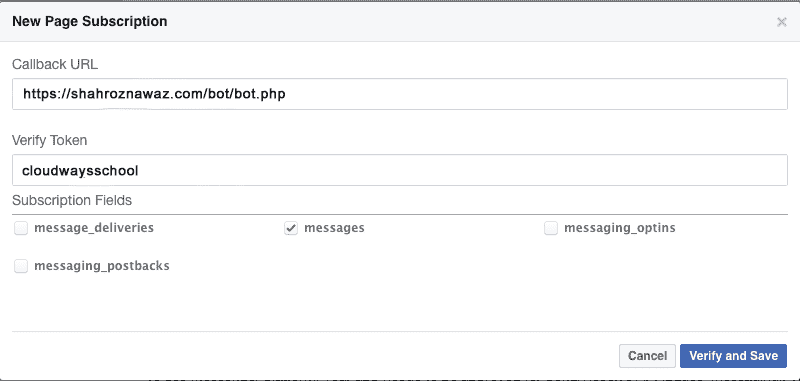 New Page Subscription ×
Callback URL
https://shahroznawaz.com/bot/bot.php
Verify Token
cloudwaysschool
Subscription Fields
message_deliveries messages messaging_optins
messaging_postbacks
Cancel Verify and Save